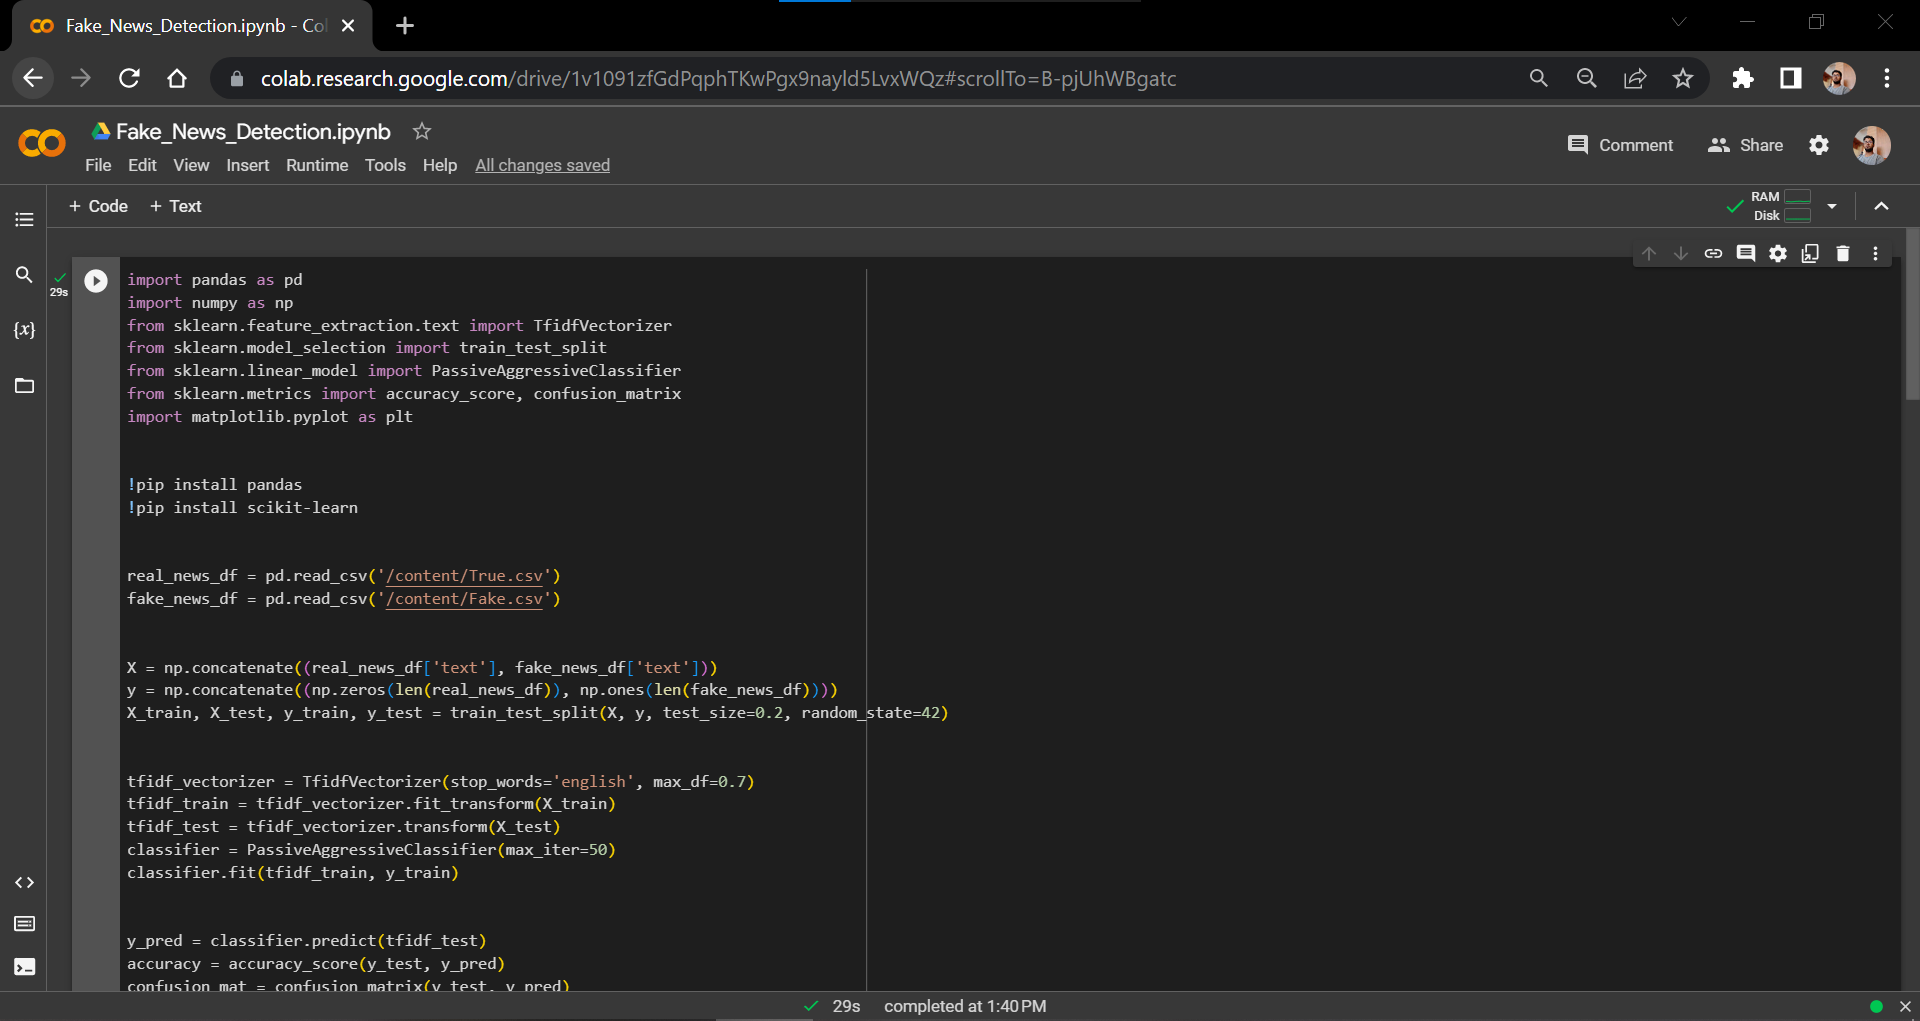 Fake_News_Detection.ipynb - Co
colab.research.google.com/drive/1v1091zfGdPqphTKwPgx9nayld5LvxWQz#scrollTo=B-pjUhWBgatc
Fake_News_Detection.ipynb
File Edit View Insert Runtime Tools Help All changes saved
Comment Share
+ Code + Text
RAM
Disk
29s
{x}
import pandas as pd
import numpy as np
from sklearn.feature_extraction.text import TfidfVectorizer
from sklearn.model_selection import train_test_split
from sklearn.linear_model import PassiveAggressiveClassifier
from sklearn.metrics import accuracy_score, confusion_matrix
import matplotlib.pyplot as plt
!pip install pandas
!pip install scikit-learn
real_news_df = pd.read_csv('/content/True.csv')
fake_news_df = pd.read_csv('/content/Fake.csv')
X = np.concatenate((real_news_df['text'], fake_news_df['text']))
y = np.concatenate((np.zeros(len(real_news_df)), np.ones(len(fake_news_df))))
X_train, X_test, y_train, y_test = train_test_split(X, y, test_size=0.2, random_state=42)
tfidf_vectorizer = TfidfVectorizer(stop_words='english', max_df=0.7)
tfidf_train = tfidf_vectorizer.fit_transform(X_train)
tfidf_test = tfidf_vectorizer.transform(X_test)
classifier = PassiveAggressiveClassifier(max_iter=50)
classifier.fit(tfidf_train, y_train)
y_pred = classifier.predict(tfidf_test)
accuracy = accuracy_score(y_test, y_pred)
confusion_mat = confusion_matrix(y_test, y_pred)
29s completed at 1:40 PM